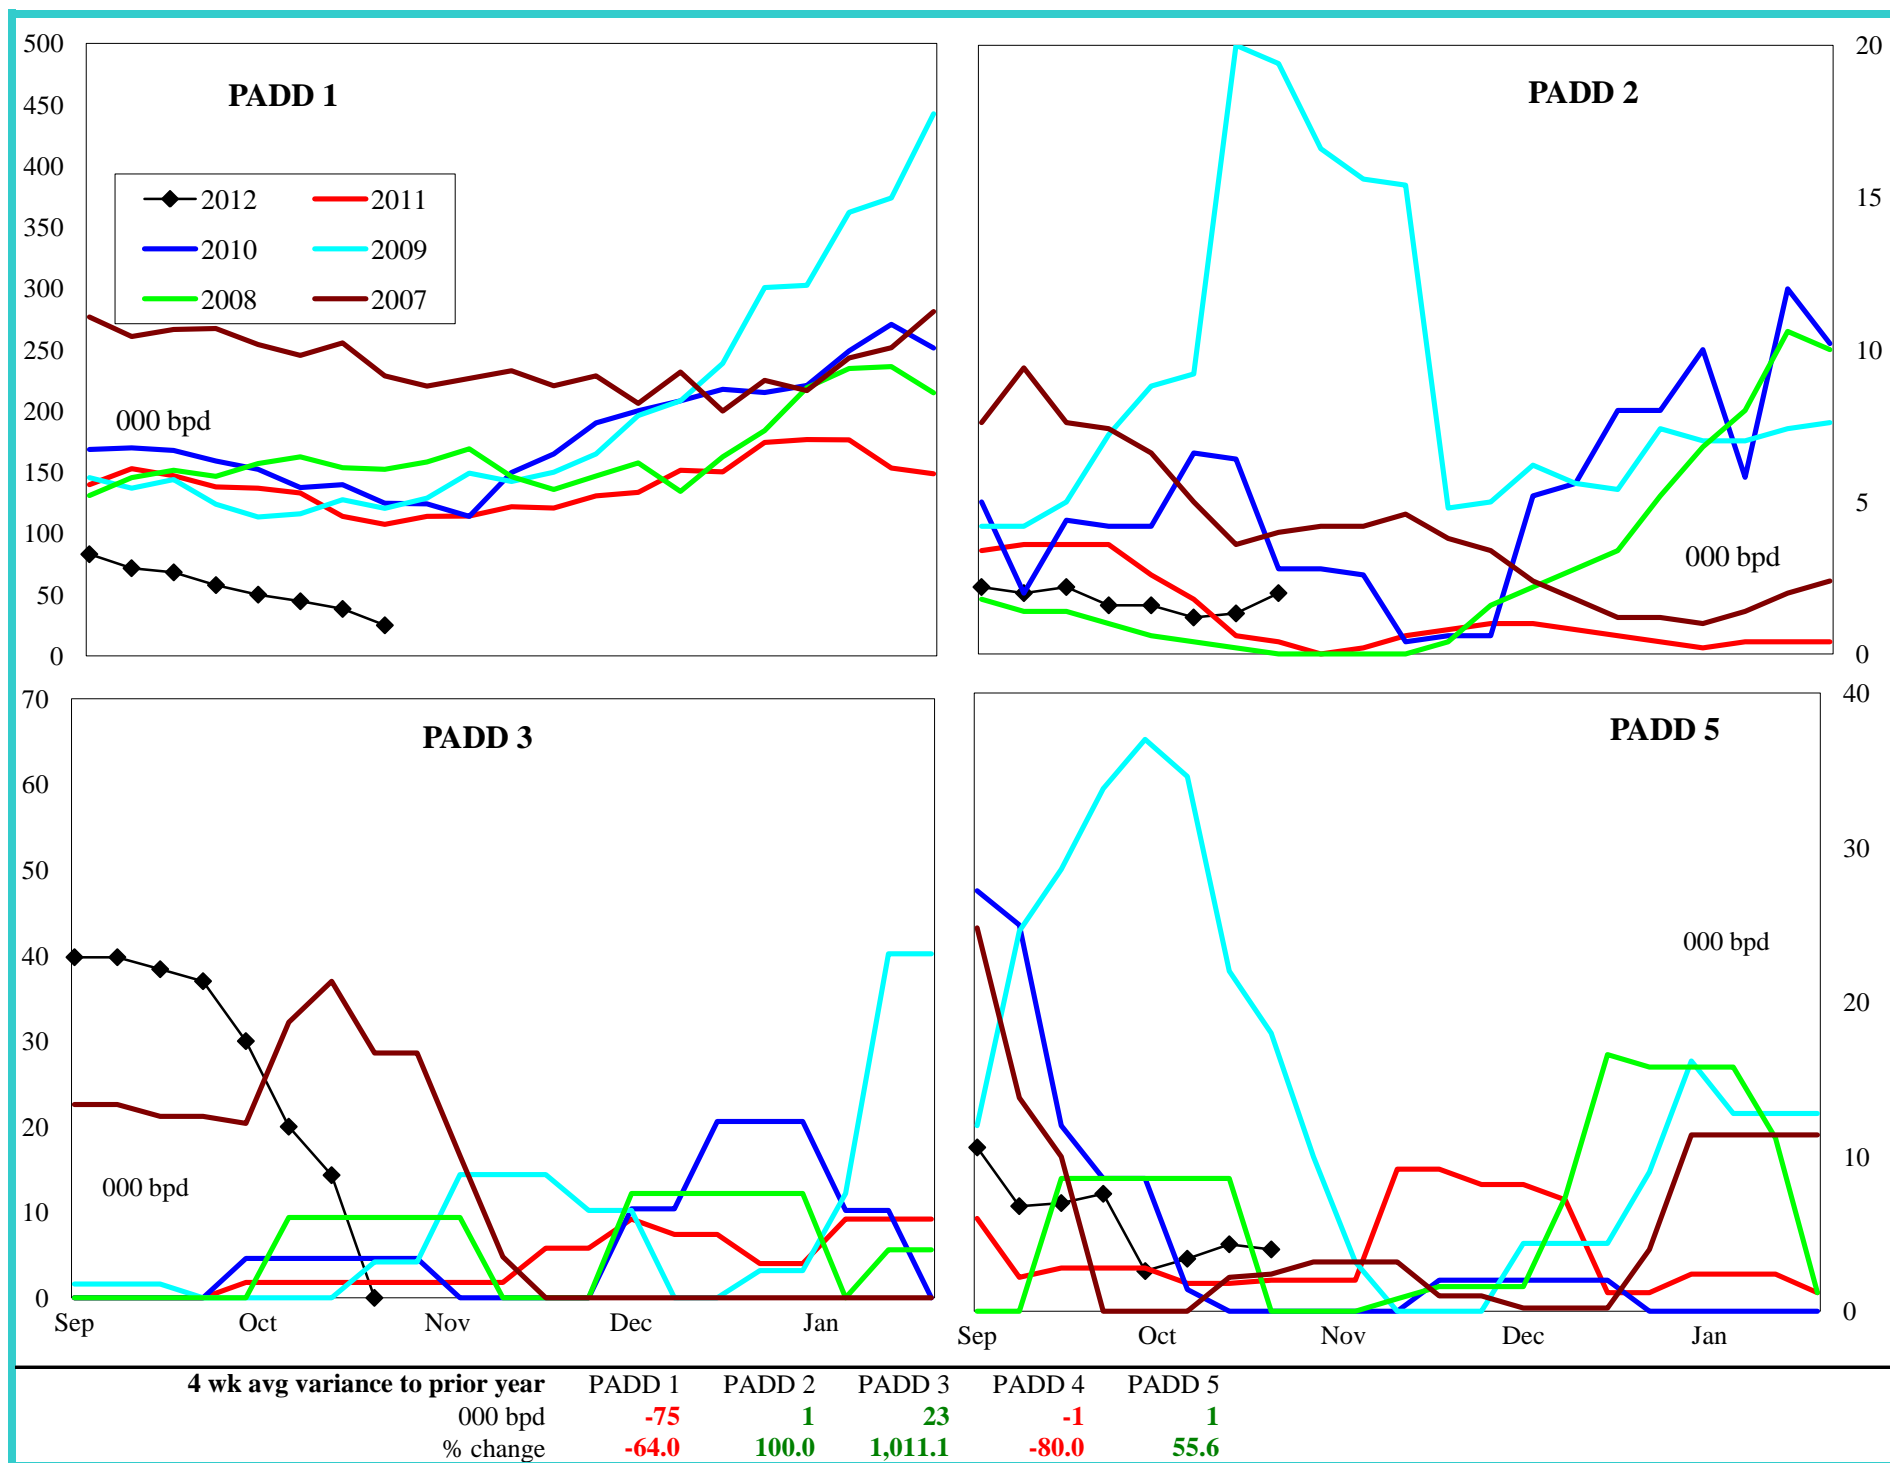 500
450
400
350
300
250
200
150
100
50
0
PADD 1
2012 2011
2010 2009
2008 2007
000 bpd
PADD 2
20
15
10
5
0
000 bpd
70
60
50
40
30
20
10
0
PADD 3
000 bpd
Sep Oct Nov Dec Jan
PADD 5
40
30
20
10
0
000 bpd
Sep Oct Nov Dec Jan
4 wk avg variance to prior year PADD 1 PADD 2 PADD 3 PADD 4 PADD 5
000 bpd -75 1 23 -1 1
% change -64.0 100.0 1,011.1 -80.0 55.6